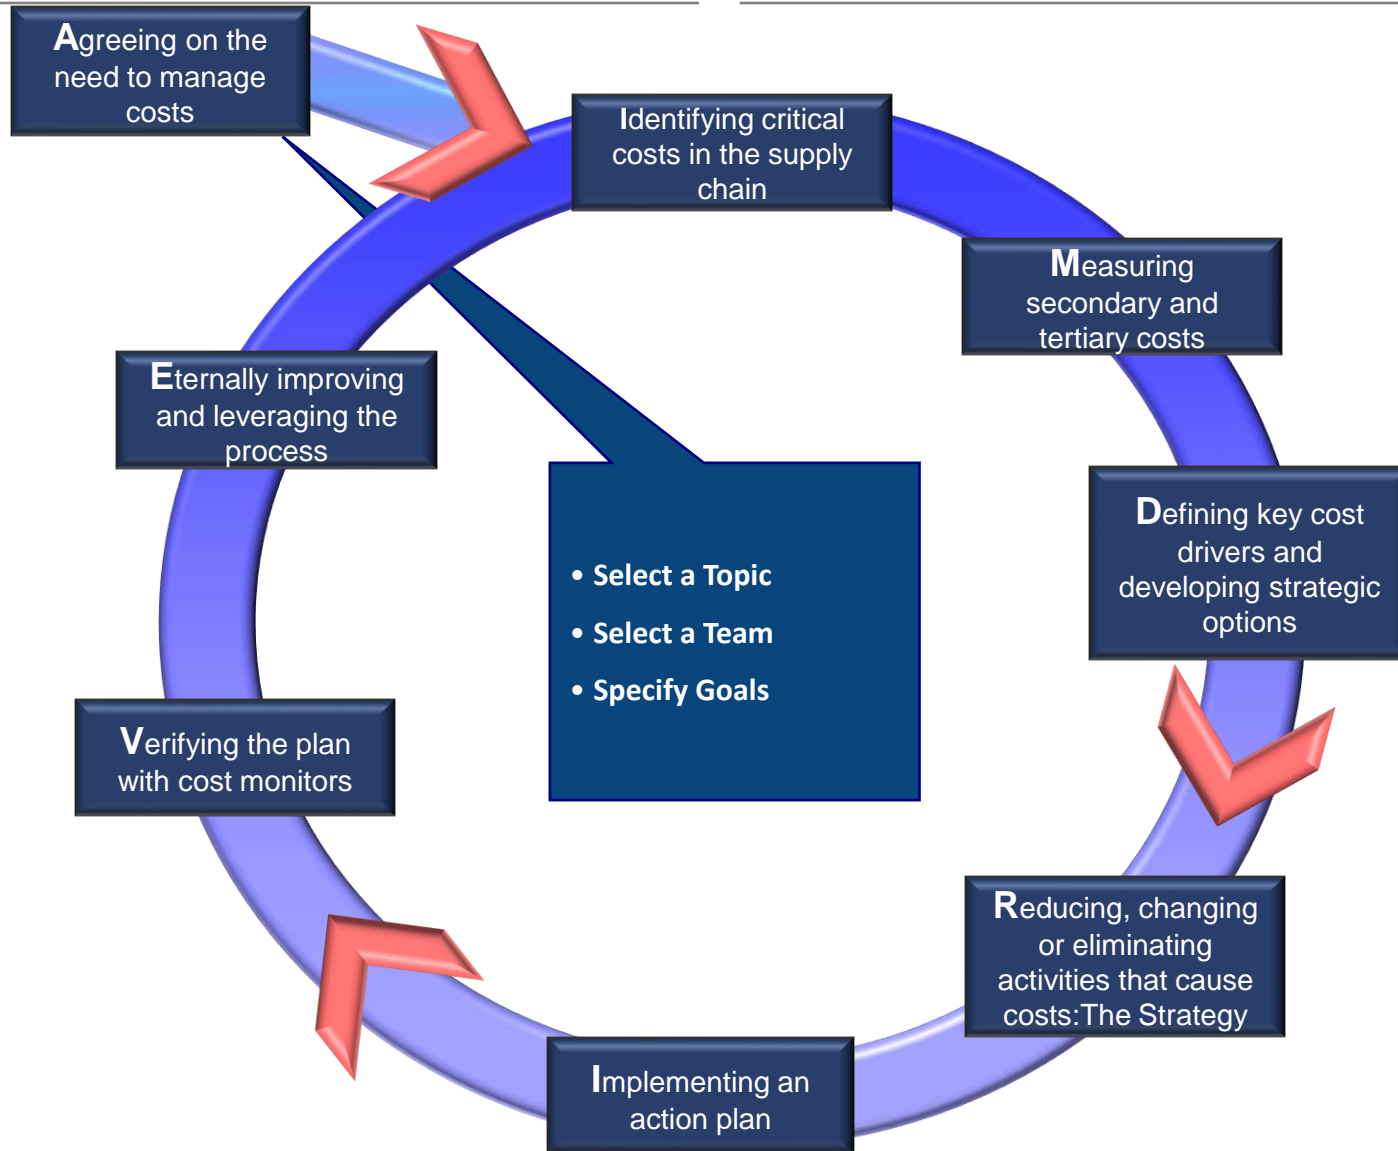 Agreeing on the
need to manage
costs
Identifying critical
costs in the supply
chain
Measuring
secondary and
tertiary costs
Defining key cost
drivers and
developing strategic
options
Reducing, changing
or eliminating
activities that cause
costs:The Strategy
Implementing an
action plan
Verifying the plan
with cost monitors
Eternally improving
and leveraging the
process
• Select a Topic
• Select a Team
• Specify Goals